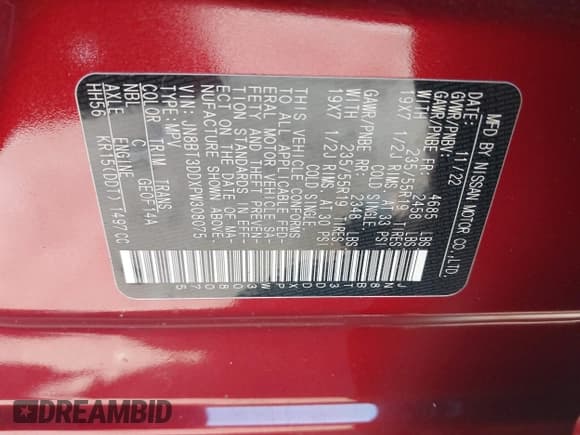 MFD BY NISSAN MOTOR CO.,LTD.
DATE: 11/22
GVWR/PNBV: 4685 LBS
GAWR/PNBE FR: 2458 LBS
WITH 235/55R19 TIRES
19X7 1/2J RIMS AT 33 PSI
COLD SINGLE
GAWR/PNBE RR: 2348 LBS
WITH 235/55R19 TIRES
19X7 1/2J RIMS AT 30 PSI
COLD SINGLE
THIS VEHICLE CONFORMS
TO ALL APPLICABLE FED-
ERAL MOTOR VEHICLE SA-
FETY AND THEFT PREVEN-
TION STANDARDS IN EFF-
ECT ON THE DATE OF MA-
NUFACTURE SHOWN ABOVE.
VIN: JN8BT3DDXPW308075
TYPE: MPV
COLOR TRIM TRANS
NBL C GE0FT4A
AXLE ENGINE
HH56 KR15(DDT) 1497CC
JN8BT3DDXPW308075
DREAMBID